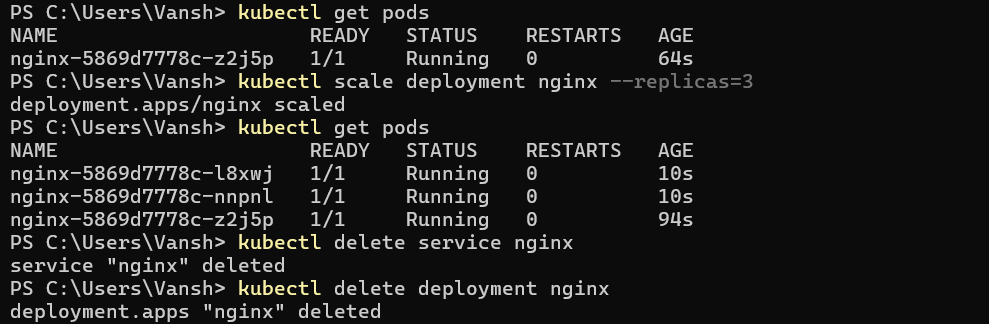 PS C:\Users\Vansh> kubectl get pods
NAME                     READY   STATUS    RESTARTS   AGE
nginx-5869d7778c-z2j5p   1/1     Running   0          64s
PS C:\Users\Vansh> kubectl scale deployment nginx --replicas=3
deployment.apps/nginx scaled
PS C:\Users\Vansh> kubectl get pods
NAME                     READY   STATUS    RESTARTS   AGE
nginx-5869d7778c-l8xwj   1/1     Running   0          10s
nginx-5869d7778c-nnpnl   1/1     Running   0          10s
nginx-5869d7778c-z2j5p   1/1     Running   0          94s
PS C:\Users\Vansh> kubectl delete service nginx
service "nginx" deleted
PS C:\Users\Vansh> kubectl delete deployment nginx
deployment.apps "nginx" deleted